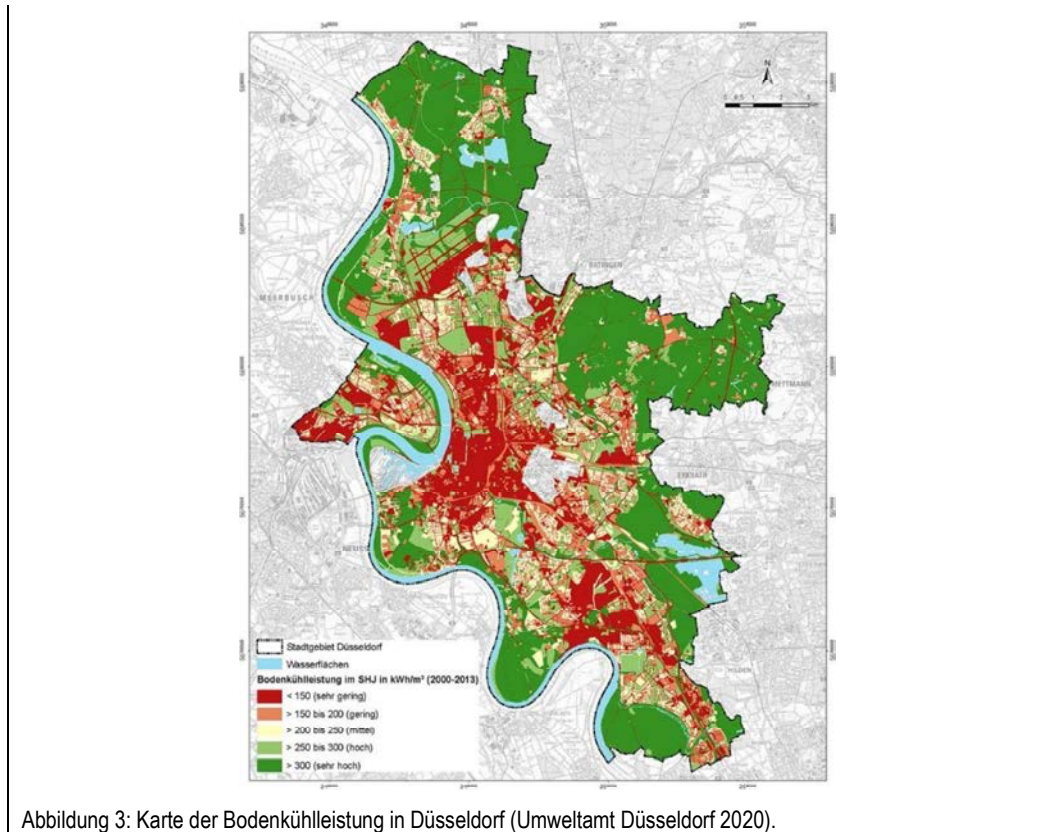 N
MEERBUSCH
RATINGEN
METTMANN
ERKRATH
NEUSS
HILDEN
Stadtgebiet Düsseldorf
Wasserflächen
Bodenkühlleistung im SHJ in kWh/m² (2000-2013)
< 150 (sehr gering)
> 150 bis 200 (gering)
> 200 bis 250 (mittel)
> 250 bis 300 (hoch)
> 300 (sehr hoch)
Abbildung 3: Karte der Bodenkühlleistung in Düsseldorf (Umweltamt Düsseldorf 2020).